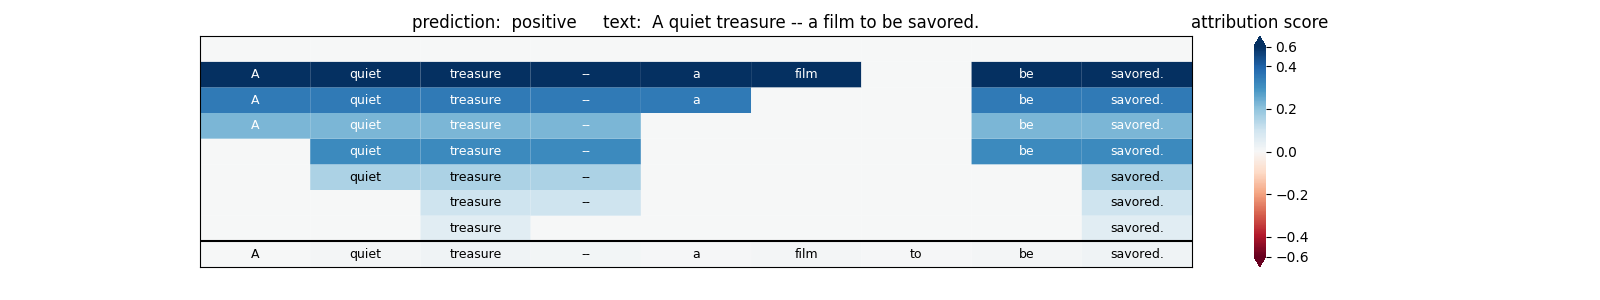 prediction:  positive     text:  A quiet treasure -- a film to be savored.
attribution score
A quiet treasure -- a film be savored.
A quiet treasure -- a be savored.
A quiet treasure -- be savored.
quiet treasure -- be savored.
quiet treasure -- savored.
treasure -- savored.
treasure savored.
A quiet treasure -- a film to be savored.
0.6
0.4
0.2
0.0
−0.2
−0.4
−0.6